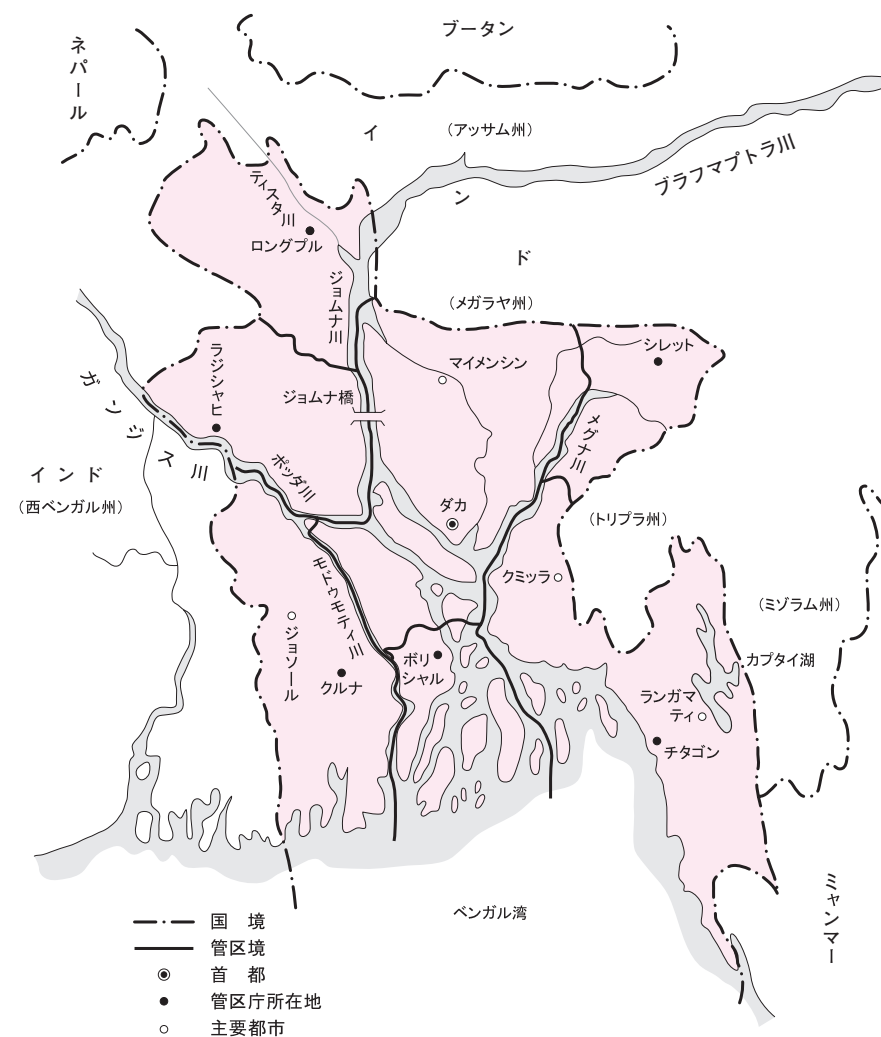 ブータン
ネパール
イ
ン
ド
(アッサム州)
ブラフマプトラ川
ティスタ川
ロングプル
ジョムナ川
(メガラヤ州)
シレット
マイメンシン
ラジシャヒ
ジョムナ橋
ガンジス川
メグナ川
ポッダ川
インド
(西ベンガル州)
ダカ
(トリプラ州)
クミッラ
モドゥモティ川
(ミゾラム州)
ジョソール
ボリ
シャル
カプタイ湖
クルナ
ランガマ
ティ
チタゴン
ミャンマー
ベンガル湾
国 境
管区境
首 都
管区庁所在地
主要都市